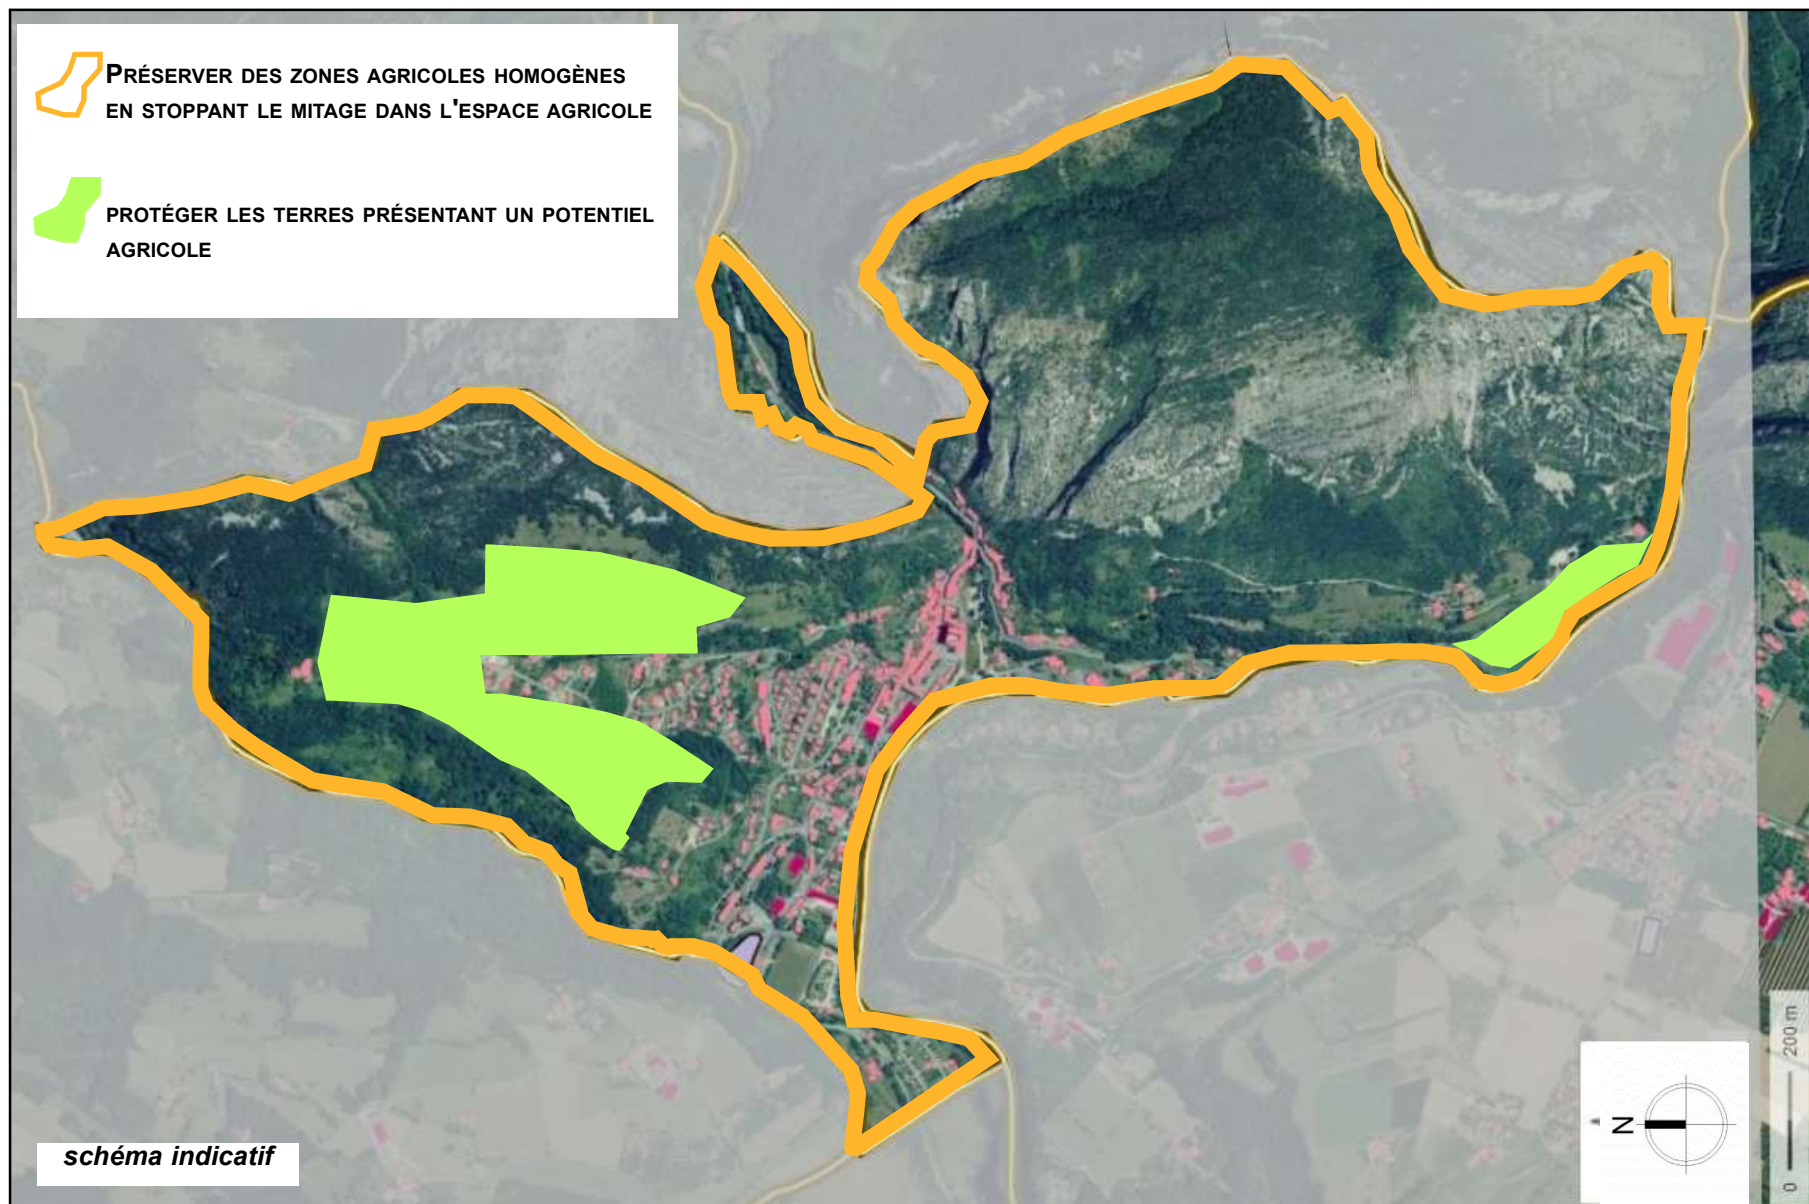 PRÉSERVER DES ZONES AGRICOLES HOMOGÈNES
EN STOPPANT LE MITAGE DANS L'ESPACE AGRICOLE
PROTÉGER LES TERRES PRÉSENTANT UN POTENTIEL
AGRICOLE
schéma indicatif
N
0 200 m